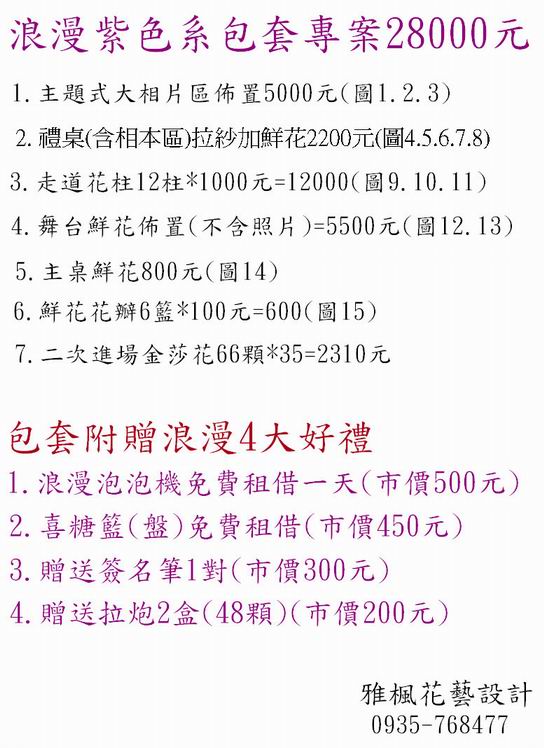 浪漫紫色系包套專案28000元
1.主題式大相片區佈置5000元(圖1.2.3)
2.禮桌(含相本區)拉紗加鮮花2200元(圖4.5.6.7.8)
3.走道花柱12柱*1000元=12000(圖9.10.11)
4.舞台鮮花佈置(不含照片)=5500元(圖12.13)
5.主桌鮮花800元(圖14)
6.鮮花花瓣6籃*100元=600(圖15)
7.二次進場金莎花66顆*35=2310元
包套附贈浪漫4大好禮
1.浪漫泡泡機免費租借一天(市價500元)
2.喜糖籃(盤)免費租借(市價450元)
3.贈送簽名筆1對(市價300元)
4.贈送拉炮2盒(48顆)(市價200元)
雅楓花藝設計
0935-768477